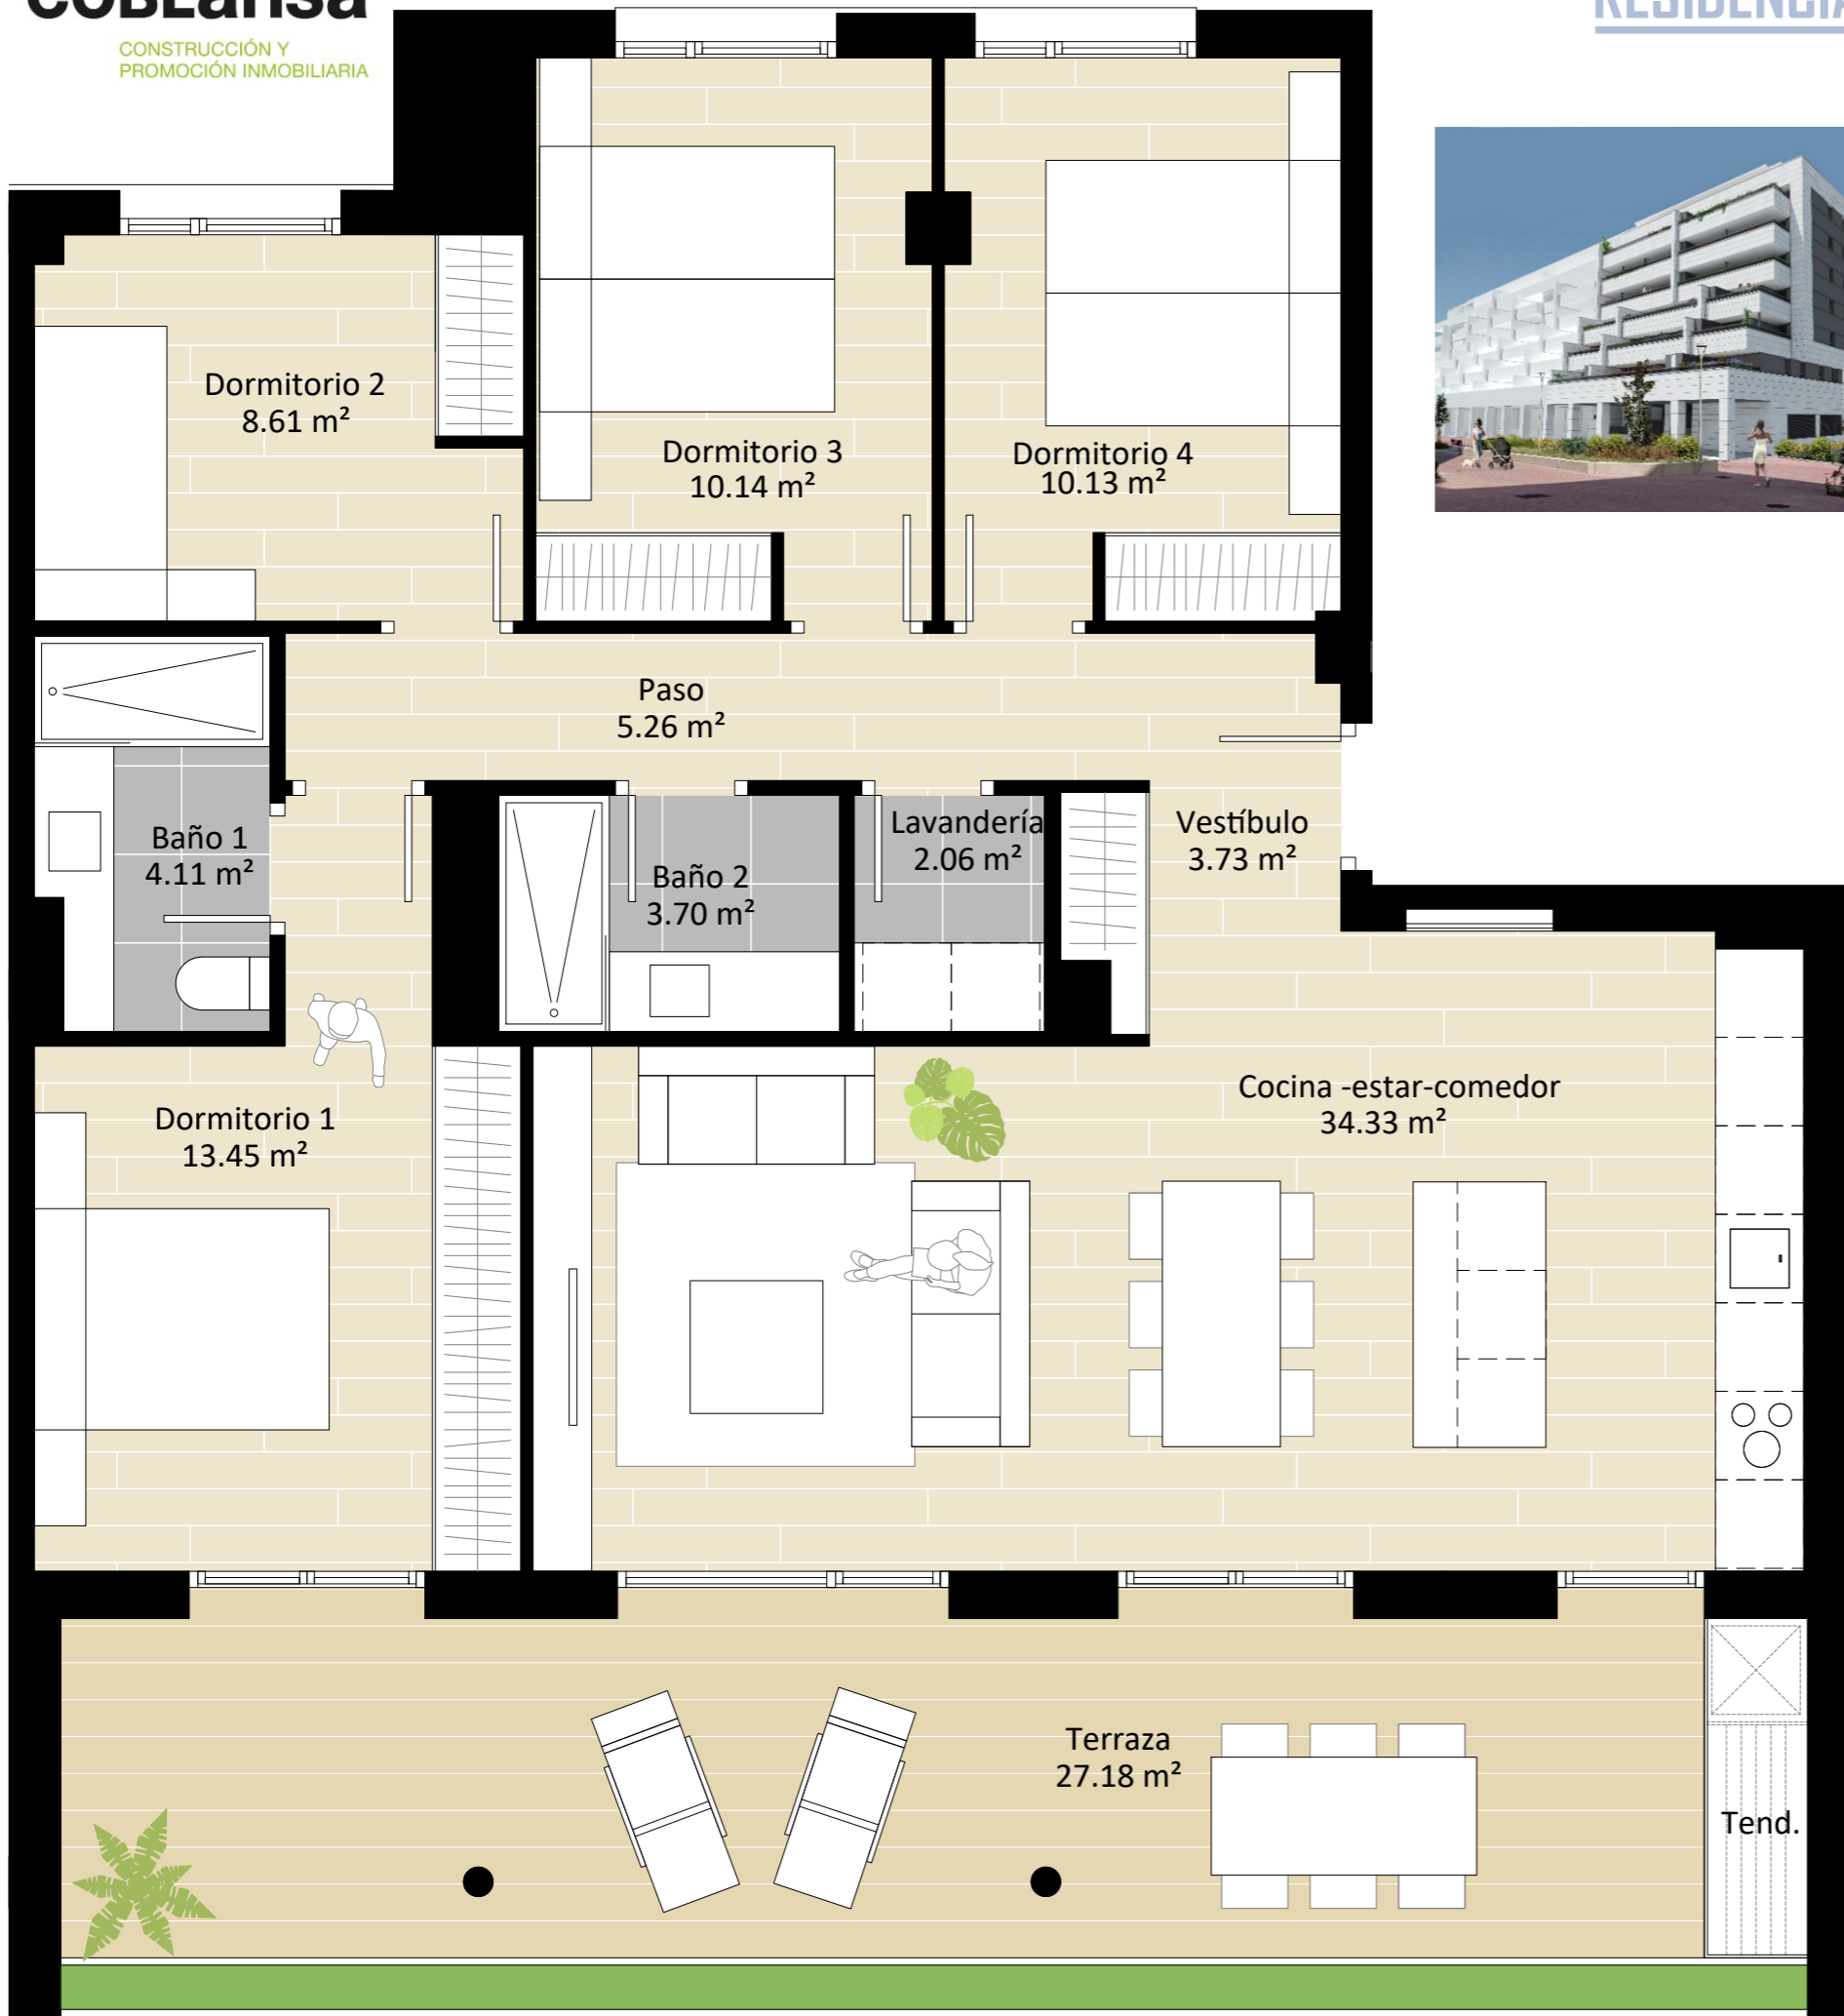 COBLansa
CONSTRUCCIÓN Y
PROMOCIÓN INMOBILIARIA
RESIDENCIA
Dormitorio 2
8.61 m²
Dormitorio 3
10.14 m²
Dormitorio 4
10.13 m²
Paso
5.26 m²
Baño 1
4.11 m²
Baño 2
3.70 m²
Lavandería
2.06 m²
Vestíbulo
3.73 m²
Dormitorio 1
13.45 m²
Cocina -estar-comedor
34.33 m²
Terraza
27.18 m²
Tend.